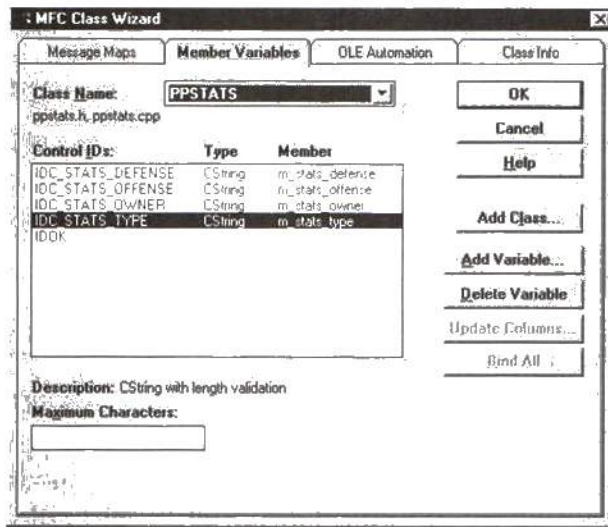 MFC Class Wizard
Message Maps
Member Variables
OLE Automation
Class Info
Class Name:
PPSTATS
ppstats.h, ppstats.cpp
Control IDs:
Type
Member
IDC_STATS_DEFENSE CString m_stats_defense
IDC_STATS_OFFENSE CString m_stats_offense
IDC_STATS_OWNER CString m_stats_owner
IDC_STATS_TYPE CString m_stats_type
IDOK
OK
Cancel
Help
Add Class...
Add Variable...
Delete Variable
Update Columns...
Bind All
Description: CString with length validation
Maximum Characters: